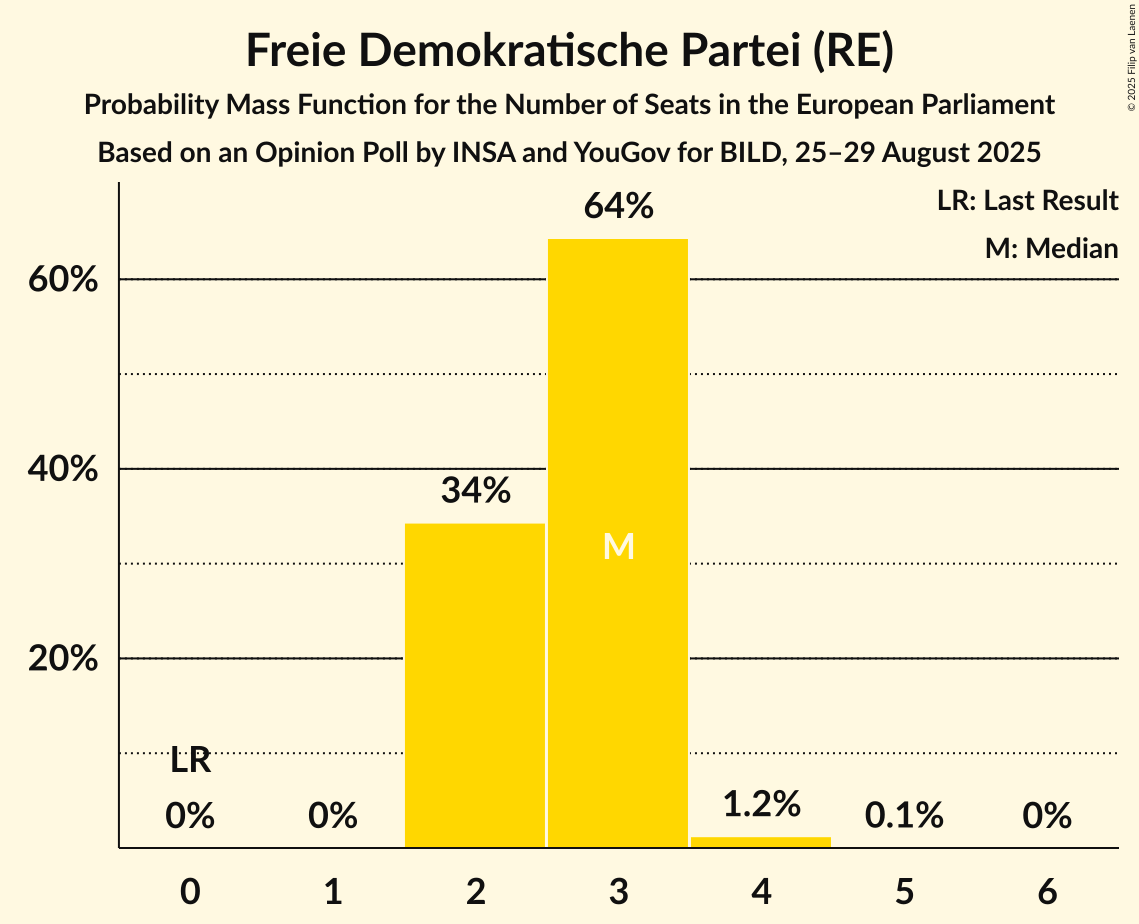 Freie Demokratische Partei (RE)
Probability Mass Function for the Number of Seats in the European Parliament
Based on an Opinion Poll by INSA and YouGov for BILD, 25–29 August 2025
© 2025 Filip van Laenen
LR: Last Result
M: Median
64%
60%
40%
34%
M
20%
LR
0%
0%
1.2%
0.1%
0%
0
1
2
3
4
5
6